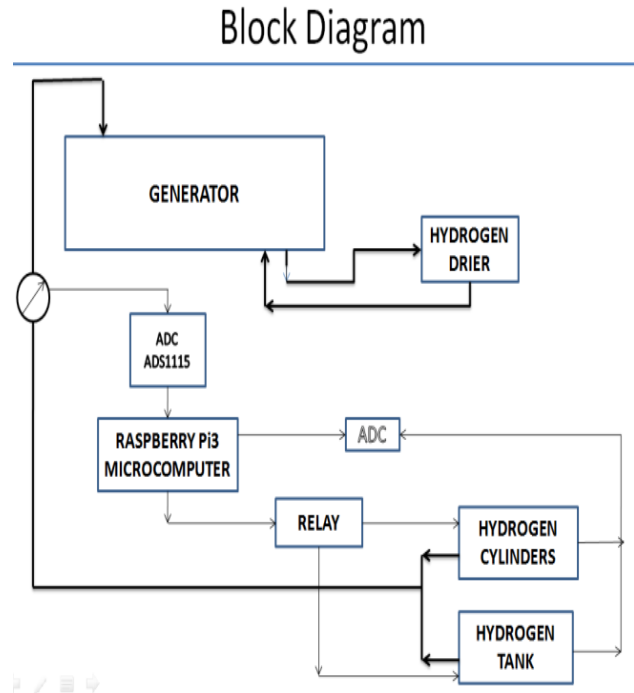 Block Diagram
GENERATOR
HYDROGEN
DRIER
ADC
ADS1115
RASPBERRY Pi3
MICROCOMPUTER
ADC
RELAY
HYDROGEN
CYLINDERS
HYDROGEN
TANK